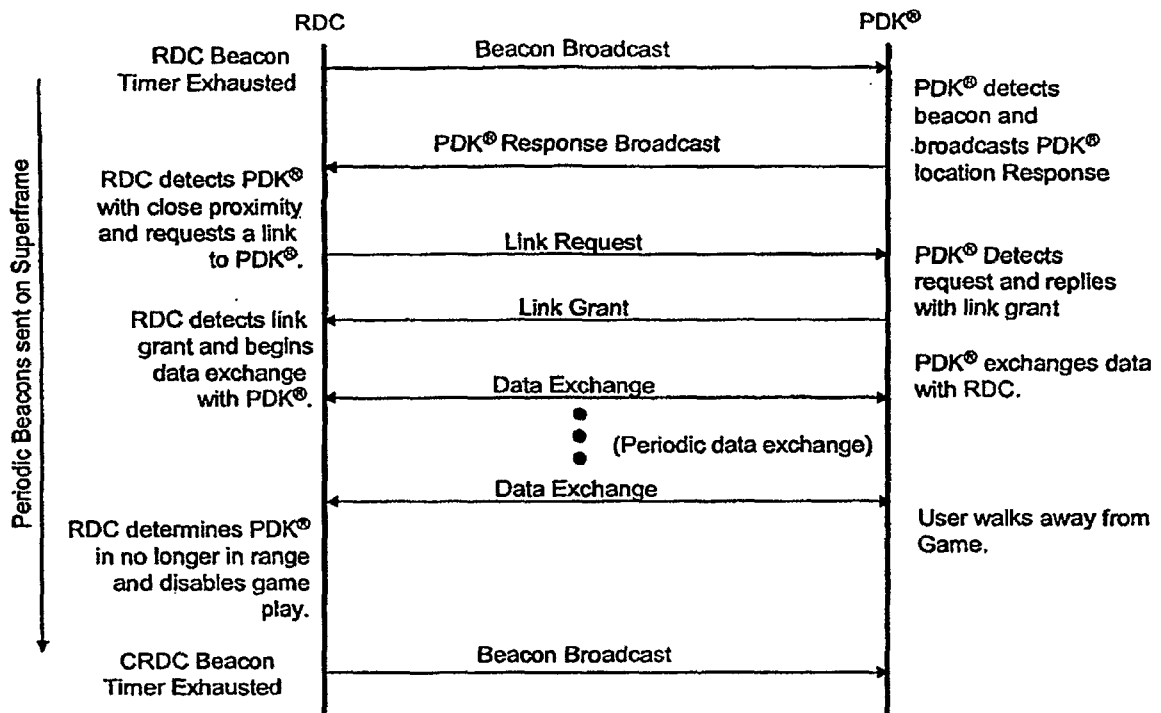 RDC
PDK®
RDC Beacon
Timer Exhausted
Beacon Broadcast
PDK® detects
beacon and
broadcasts PDK®
location Response
PDK® Response Broadcast
RDC detects PDK®
with close proximity
and requests a link
to PDK®.
Link Request
PDK® Detects
request and replies
with link grant
Link Grant
RDC detects link
grant and begins
data exchange
with PDK®.
PDK® exchanges data
with RDC.
Data Exchange
(Periodic data exchange)
Data Exchange
User walks away from
Game.
RDC determines PDK®
in no longer in range
and disables game
play.
CRDC Beacon
Timer Exhausted
Beacon Broadcast
Periodic Beacons sent on Superframe